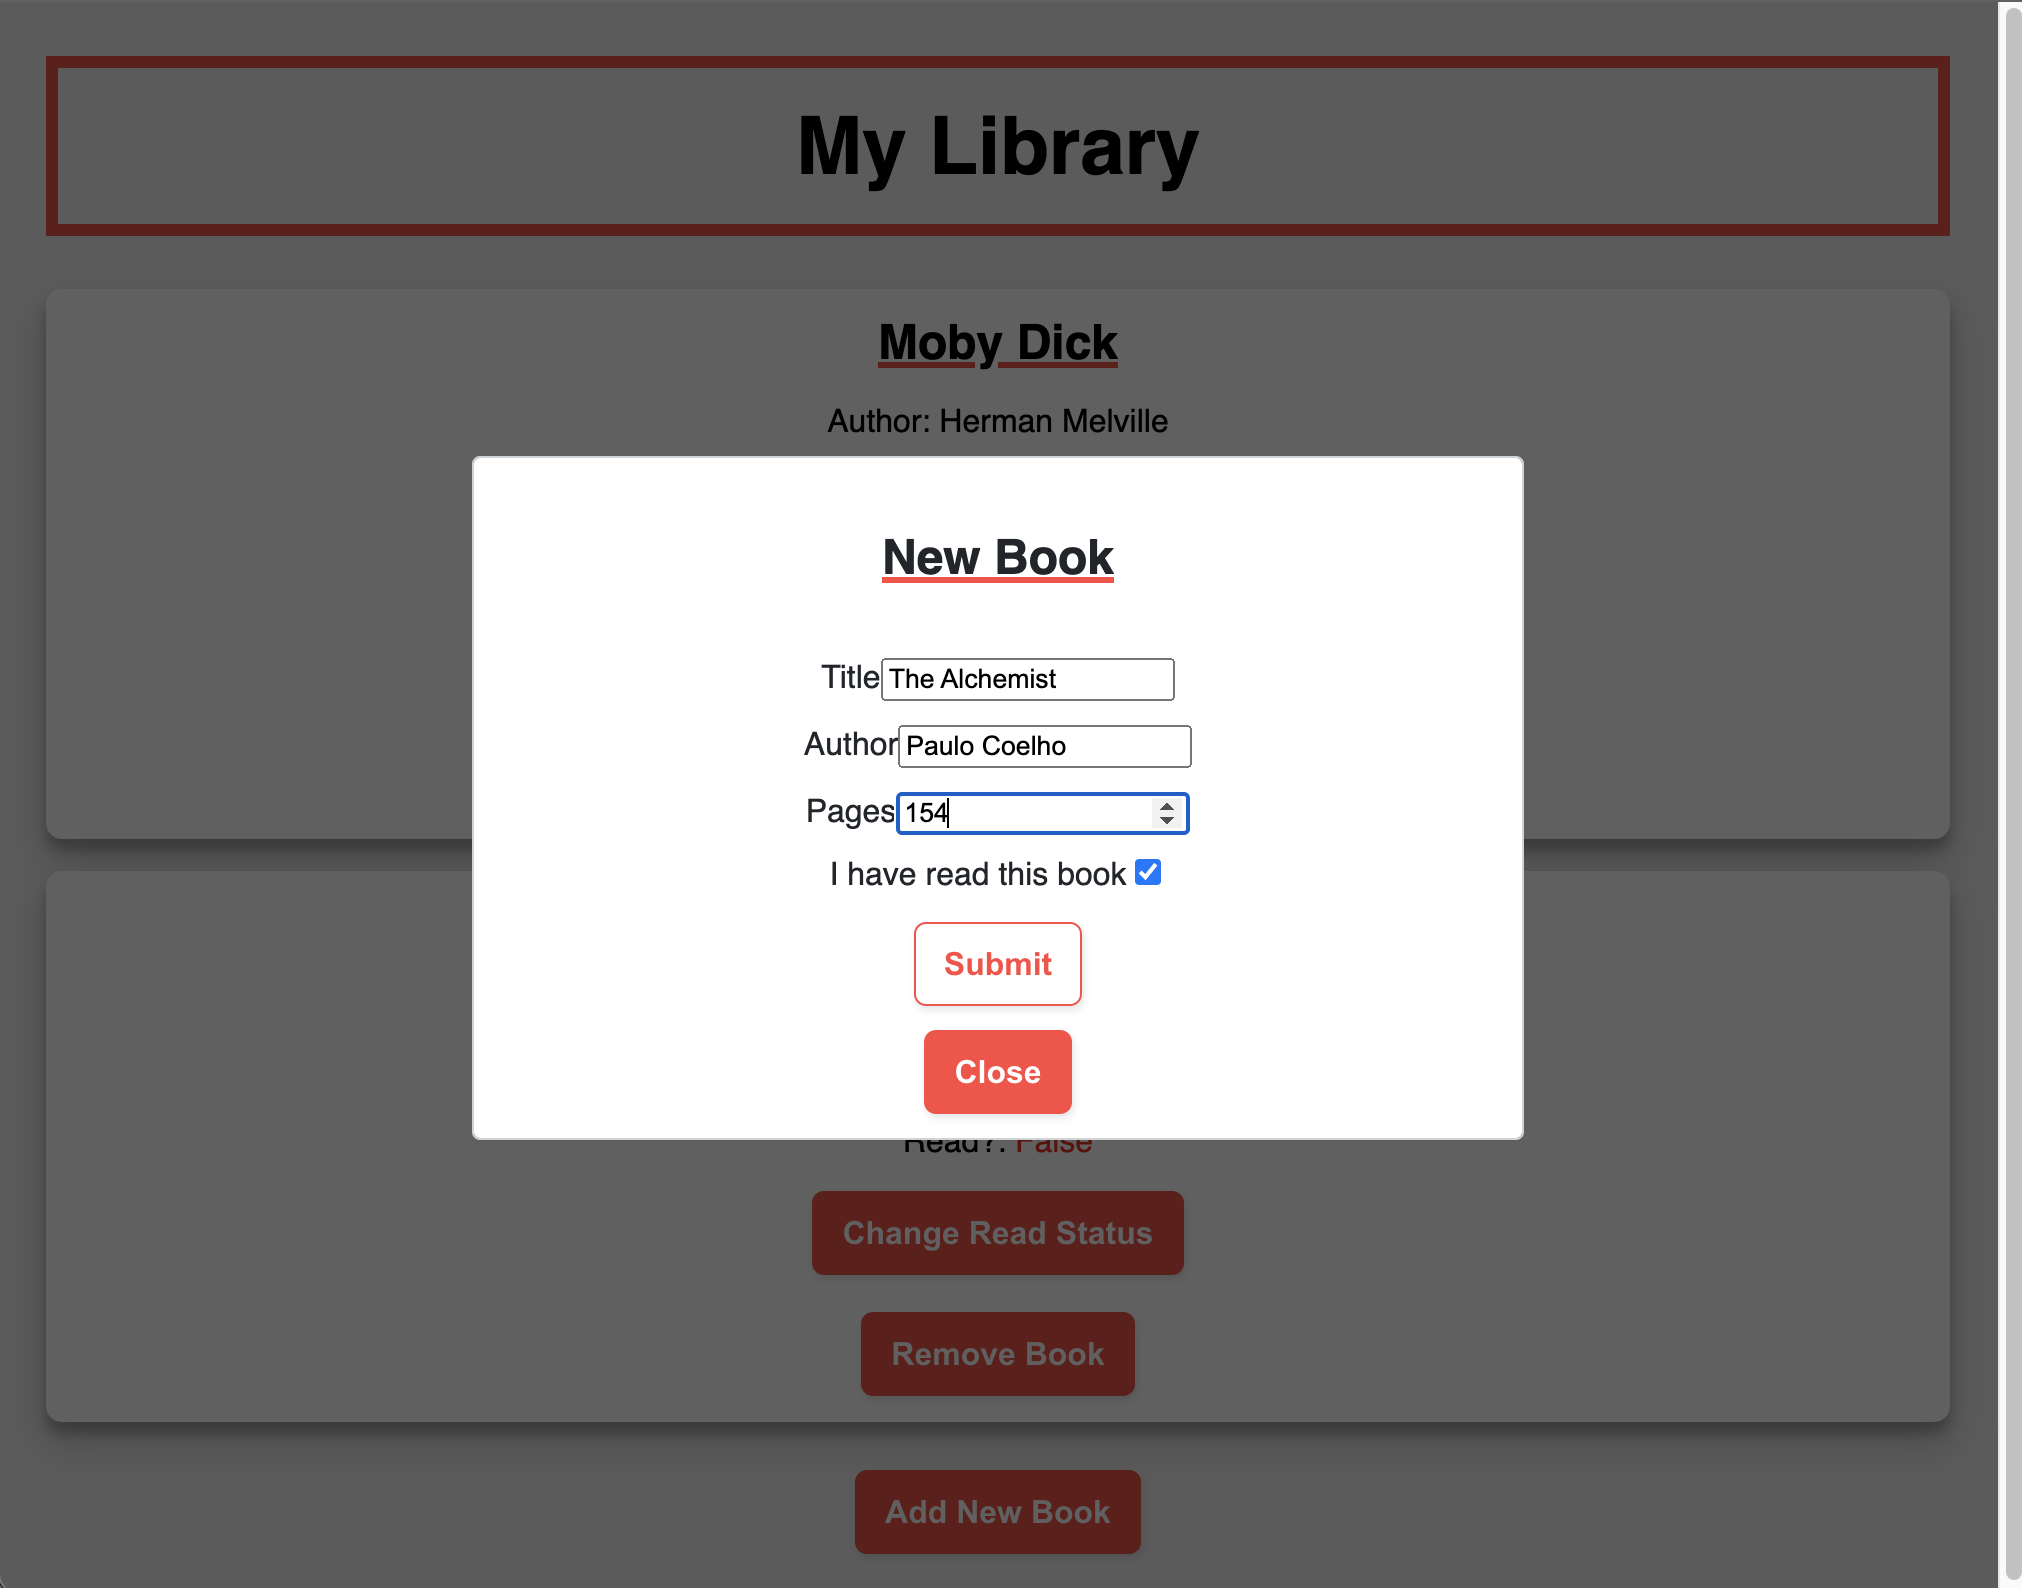 My Library
Moby Dick
Author: Herman Melville
New Book
Title The Alchemist
Author Paulo Coelho
Pages 154
I have read this book
Submit
Close
Read?: False
Change Read Status
Remove Book
Add New Book